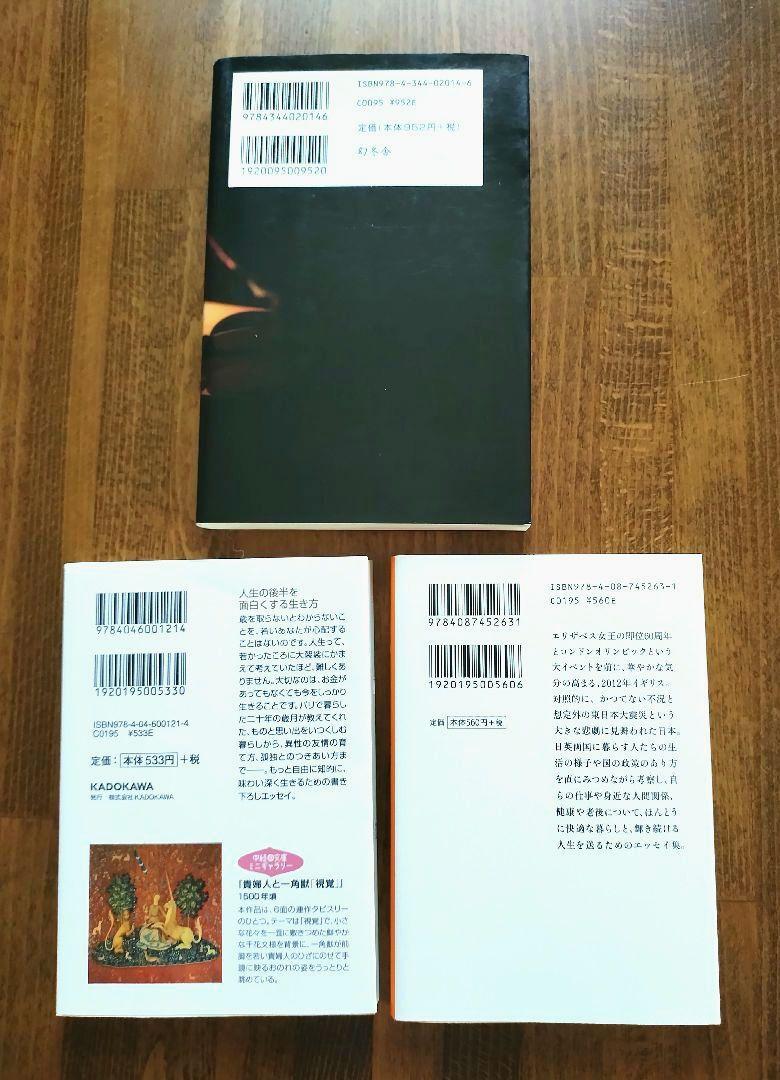 ISBN978-4-344-02014-6
C0095 ¥952E
9784344020146
定価(本体952円+税)
幻冬舎
1920095009520
9784046001214
1920195005330
ISBN978-4-04-600121-4
C0195 ¥533E
定価：本体533円+税
KADOKAWA
発行 株式会社KADOKAWA
人生の後半を
面白くする生き方
歳を取らないとわからないこ
とを、若いあなたが心配する
ことはないのです。人生って、
若かったころに大袈裟にかま
えて考えていたほど、難しくあ
りません。大切なのは、お金が
あってもなくても今をしっかり
生きることです。パリで暮らし
た二十年の歳月が教えてくれ
た、ものと思い出をいつくしむ
暮らしから、異性の友情の育
て方、孤独とのつきあい方ま
で――。もっと自由に知的に、
味わい深く生きるための書き
下ろしエッセイ。
中経の文庫
ミニギャラリー
「貴婦人と一角獣「視覚」」
1500年頃
本作品は、6面の連作タピスリー
のひとつ。テーマは「視覚」で、小さ
な花々を一面に敷きつめた鮮やか
な千花文様を背景に、一角獣が前
脚を若い貴婦人のひざにのせて手
鏡に映るおのれの姿をうっとりと
眺めている。
9784087452631
1920195005606
定価 本体560円+税
ISBN978-4-08-745263-1
C0195 ¥560E
エリザベス女王の即位60周年
とロンドンオリンピックという
大イベントを前に、華やかな気
分の高まる、2012年イギリス。
対照的に、かつてない不況と
想定外の東日本大震災という
大きな悲劇に見舞われた日本。
日英両国に暮らす人たちの生
活の様子や国の政策のあり方
を直にみつめながら考察し、自
らの仕事や身近な人間関係、
健康や老後について、ほんとう
に快適な暮らしと、輝き続ける
人生を送るためのエッセイ集。